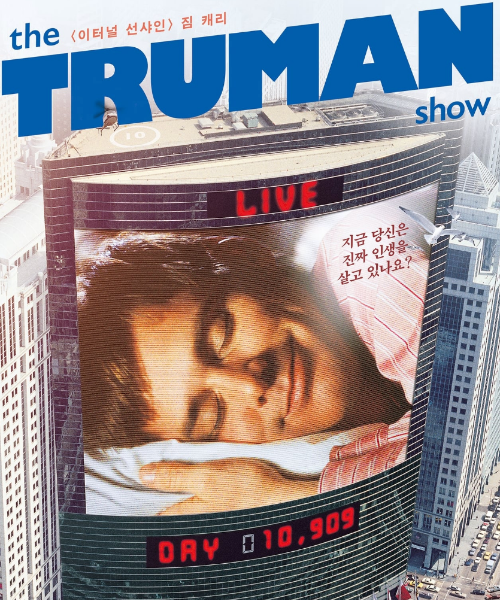 the 〈이터널 선샤인〉 짐 캐리
TRUMAN
show
LIVE
지금 당신은
진짜 인생을
살고 있나요?
DAY 010,909